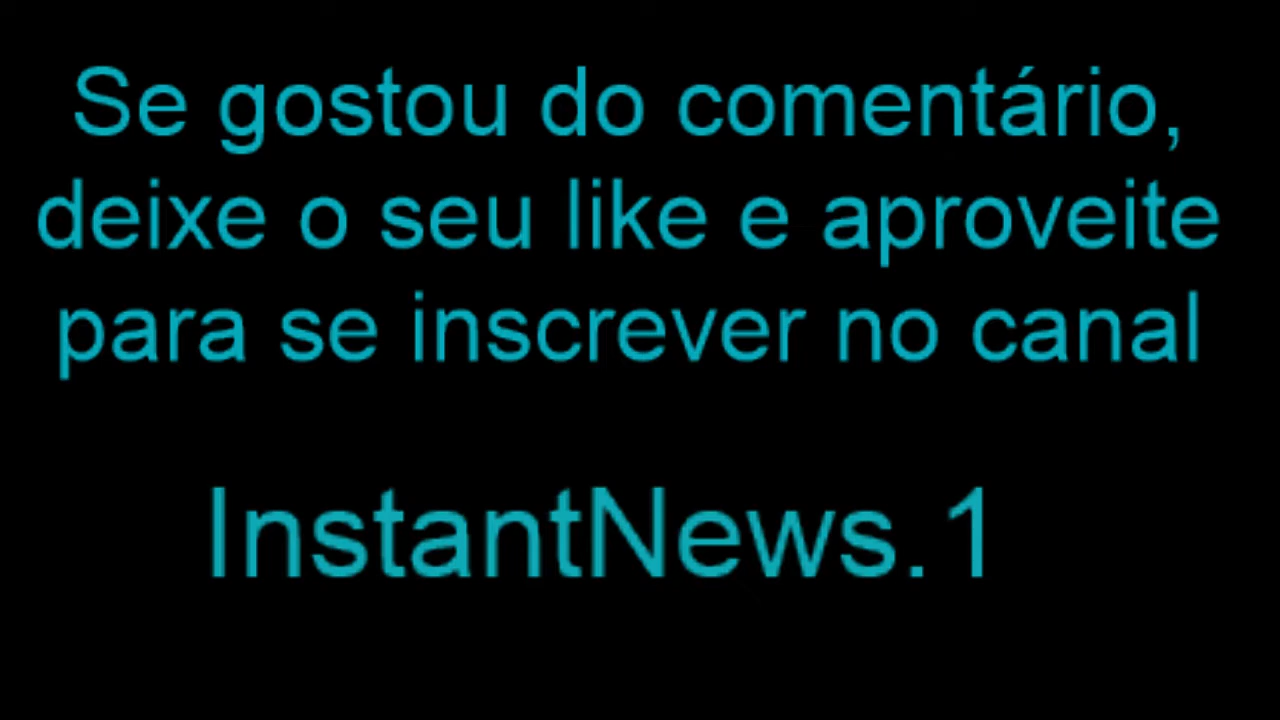 Se gostou do comentário,
deixe o seu like e aproveite
para se inscrever no canal
InstantNews.1